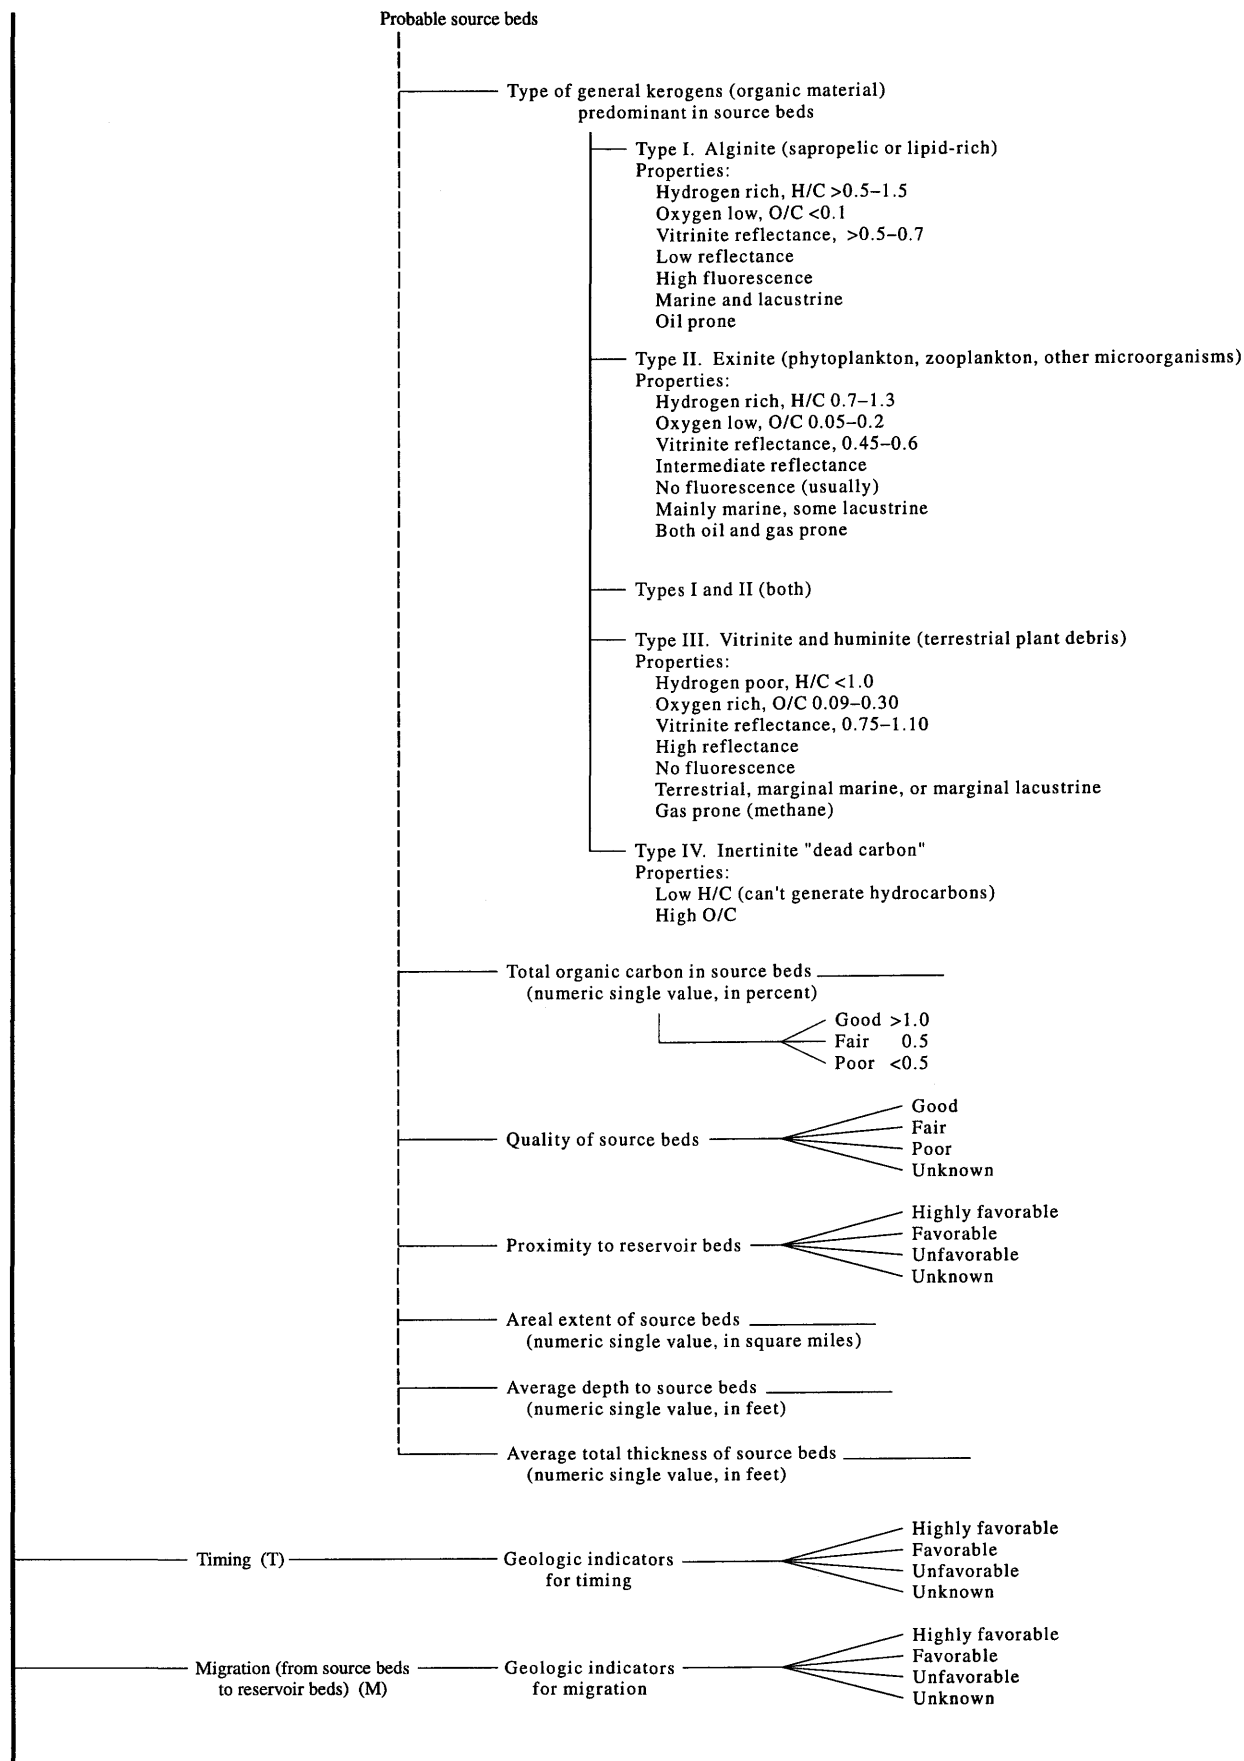 Probable source beds
Type of general kerogens (organic material)
predominant in source beds
Type I. Alginite (sapropelic or lipid-rich)
Properties:
Hydrogen rich, H/C >0.5–1.5
Oxygen low, O/C <0.1
Vitrinite reflectance, >0.5–0.7
Low reflectance
High fluorescence
Marine and lacustrine
Oil prone
Type II. Exinite (phytoplankton, zooplankton, other microorganisms)
Properties:
Hydrogen rich, H/C 0.7–1.3
Oxygen low, O/C 0.05–0.2
Vitrinite reflectance, 0.45–0.6
Intermediate reflectance
No fluorescence (usually)
Mainly marine, some lacustrine
Both oil and gas prone
Types I and II (both)
Type III. Vitrinite and huminite (terrestrial plant debris)
Properties:
Hydrogen poor, H/C <1.0
Oxygen rich, O/C 0.09–0.30
Vitrinite reflectance, 0.75–1.10
High reflectance
No fluorescence
Terrestrial, marginal marine, or marginal lacustrine
Gas prone (methane)
Type IV. Inertinite "dead carbon"
Properties:
Low H/C (can't generate hydrocarbons)
High O/C
Total organic carbon in source beds ____________
(numeric single value, in percent)
Good >1.0
Fair 0.5
Poor <0.5
Quality of source beds
Good
Fair
Poor
Unknown
Proximity to reservoir beds
Highly favorable
Favorable
Unfavorable
Unknown
Areal extent of source beds ____________
(numeric single value, in square miles)
Average depth to source beds ____________
(numeric single value, in feet)
Average total thickness of source beds ____________
(numeric single value, in feet)
Timing (T)
Geologic indicators
for timing
Highly favorable
Favorable
Unfavorable
Unknown
Migration (from source beds
to reservoir beds) (M)
Geologic indicators
for migration
Highly favorable
Favorable
Unfavorable
Unknown